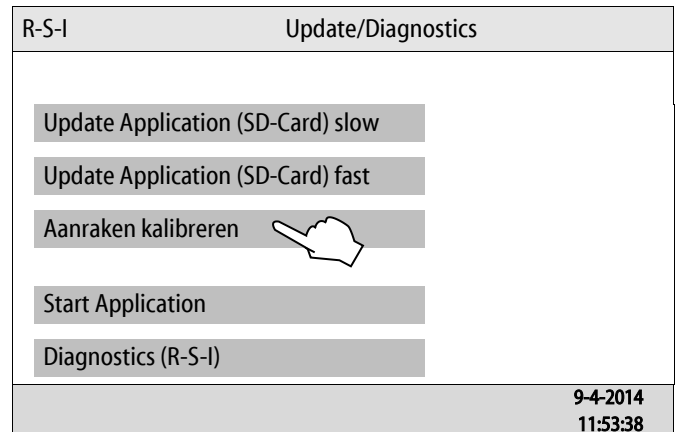 R-S-I Update/Diagnostics
Update Application (SD-Card) slow
Update Application (SD-Card) fast
Aanraken kalibreren
Start Application
Diagnostics (R-S-I)
9-4-2014
11:53:38